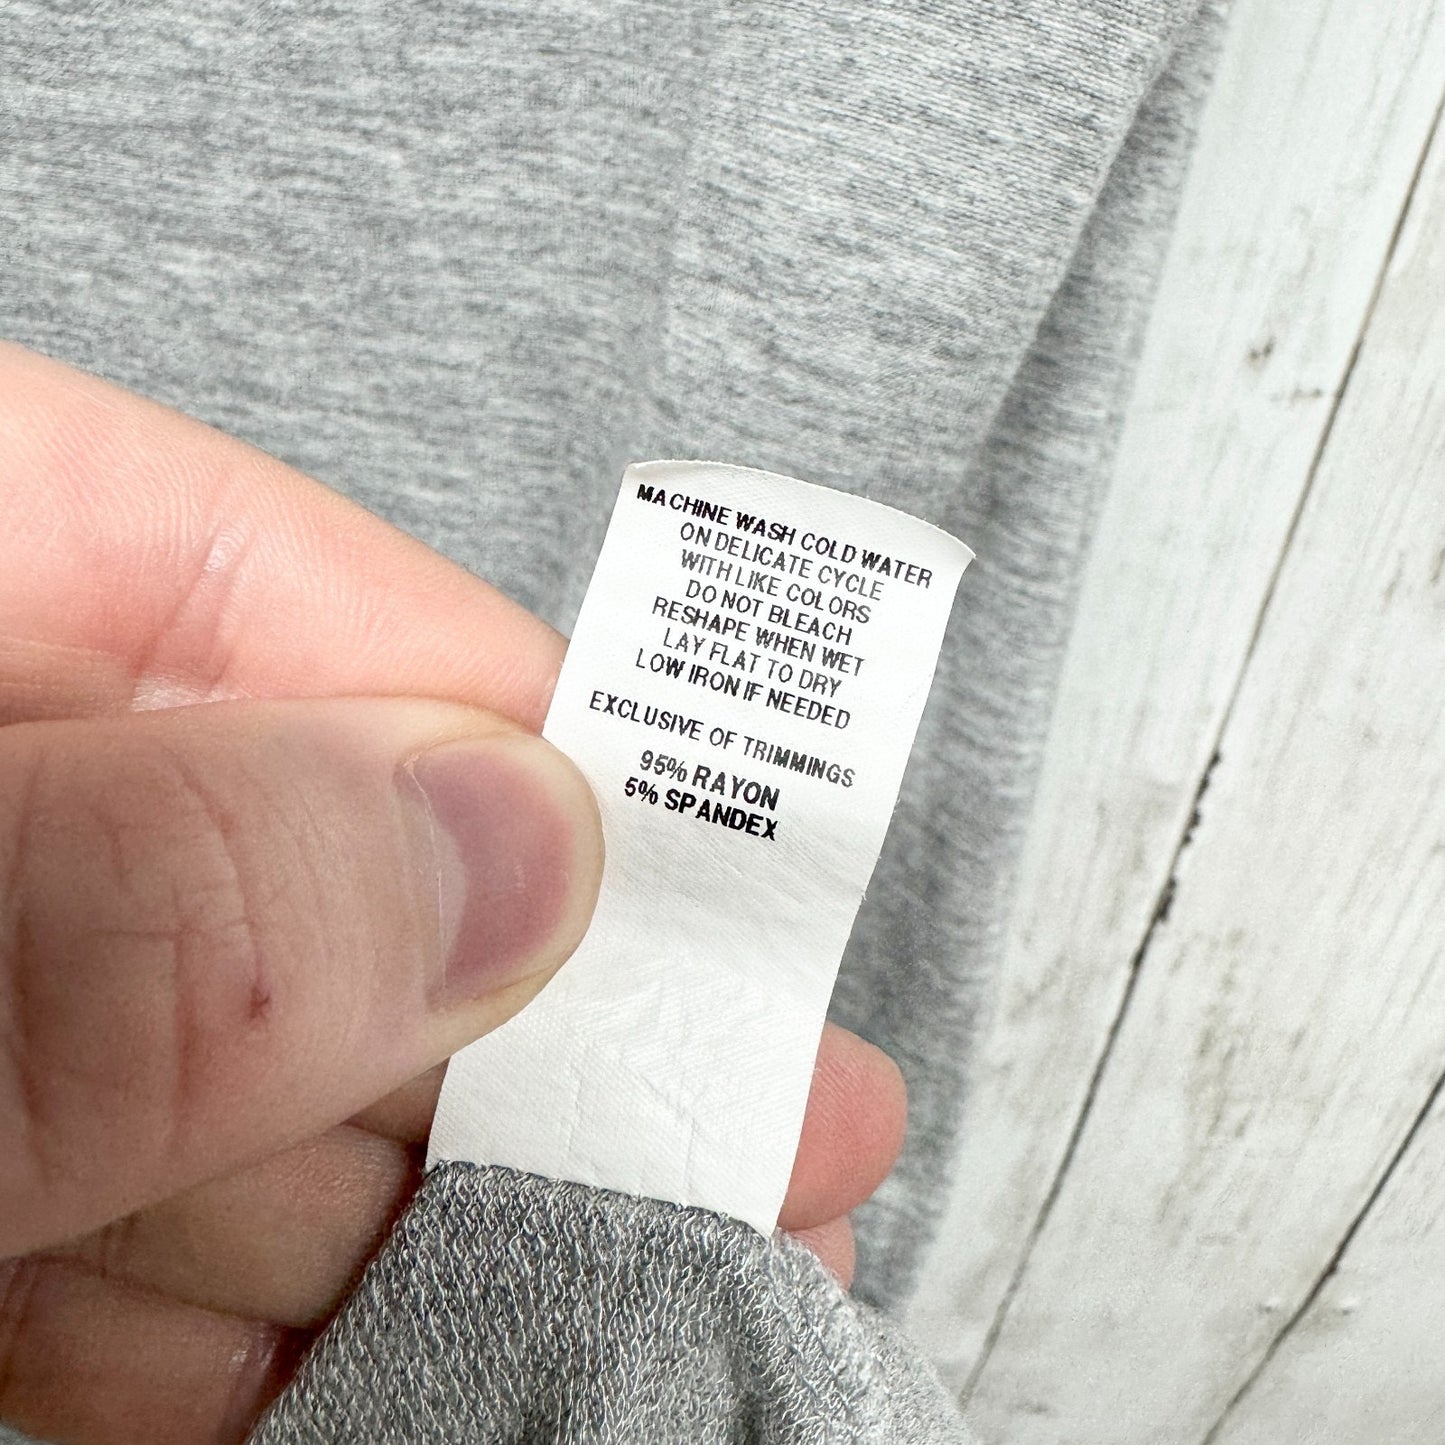 MACHINE WASH COLD WATER
ON DELICATE CYCLE
WITH LIKE COLORS
DO NOT BLEACH
RESHAPE WHEN WET
LAY FLAT TO DRY
LOW IRON IF NEEDED
EXCLUSIVE OF TRIMMINGS
95% RAYON
5% SPANDEX